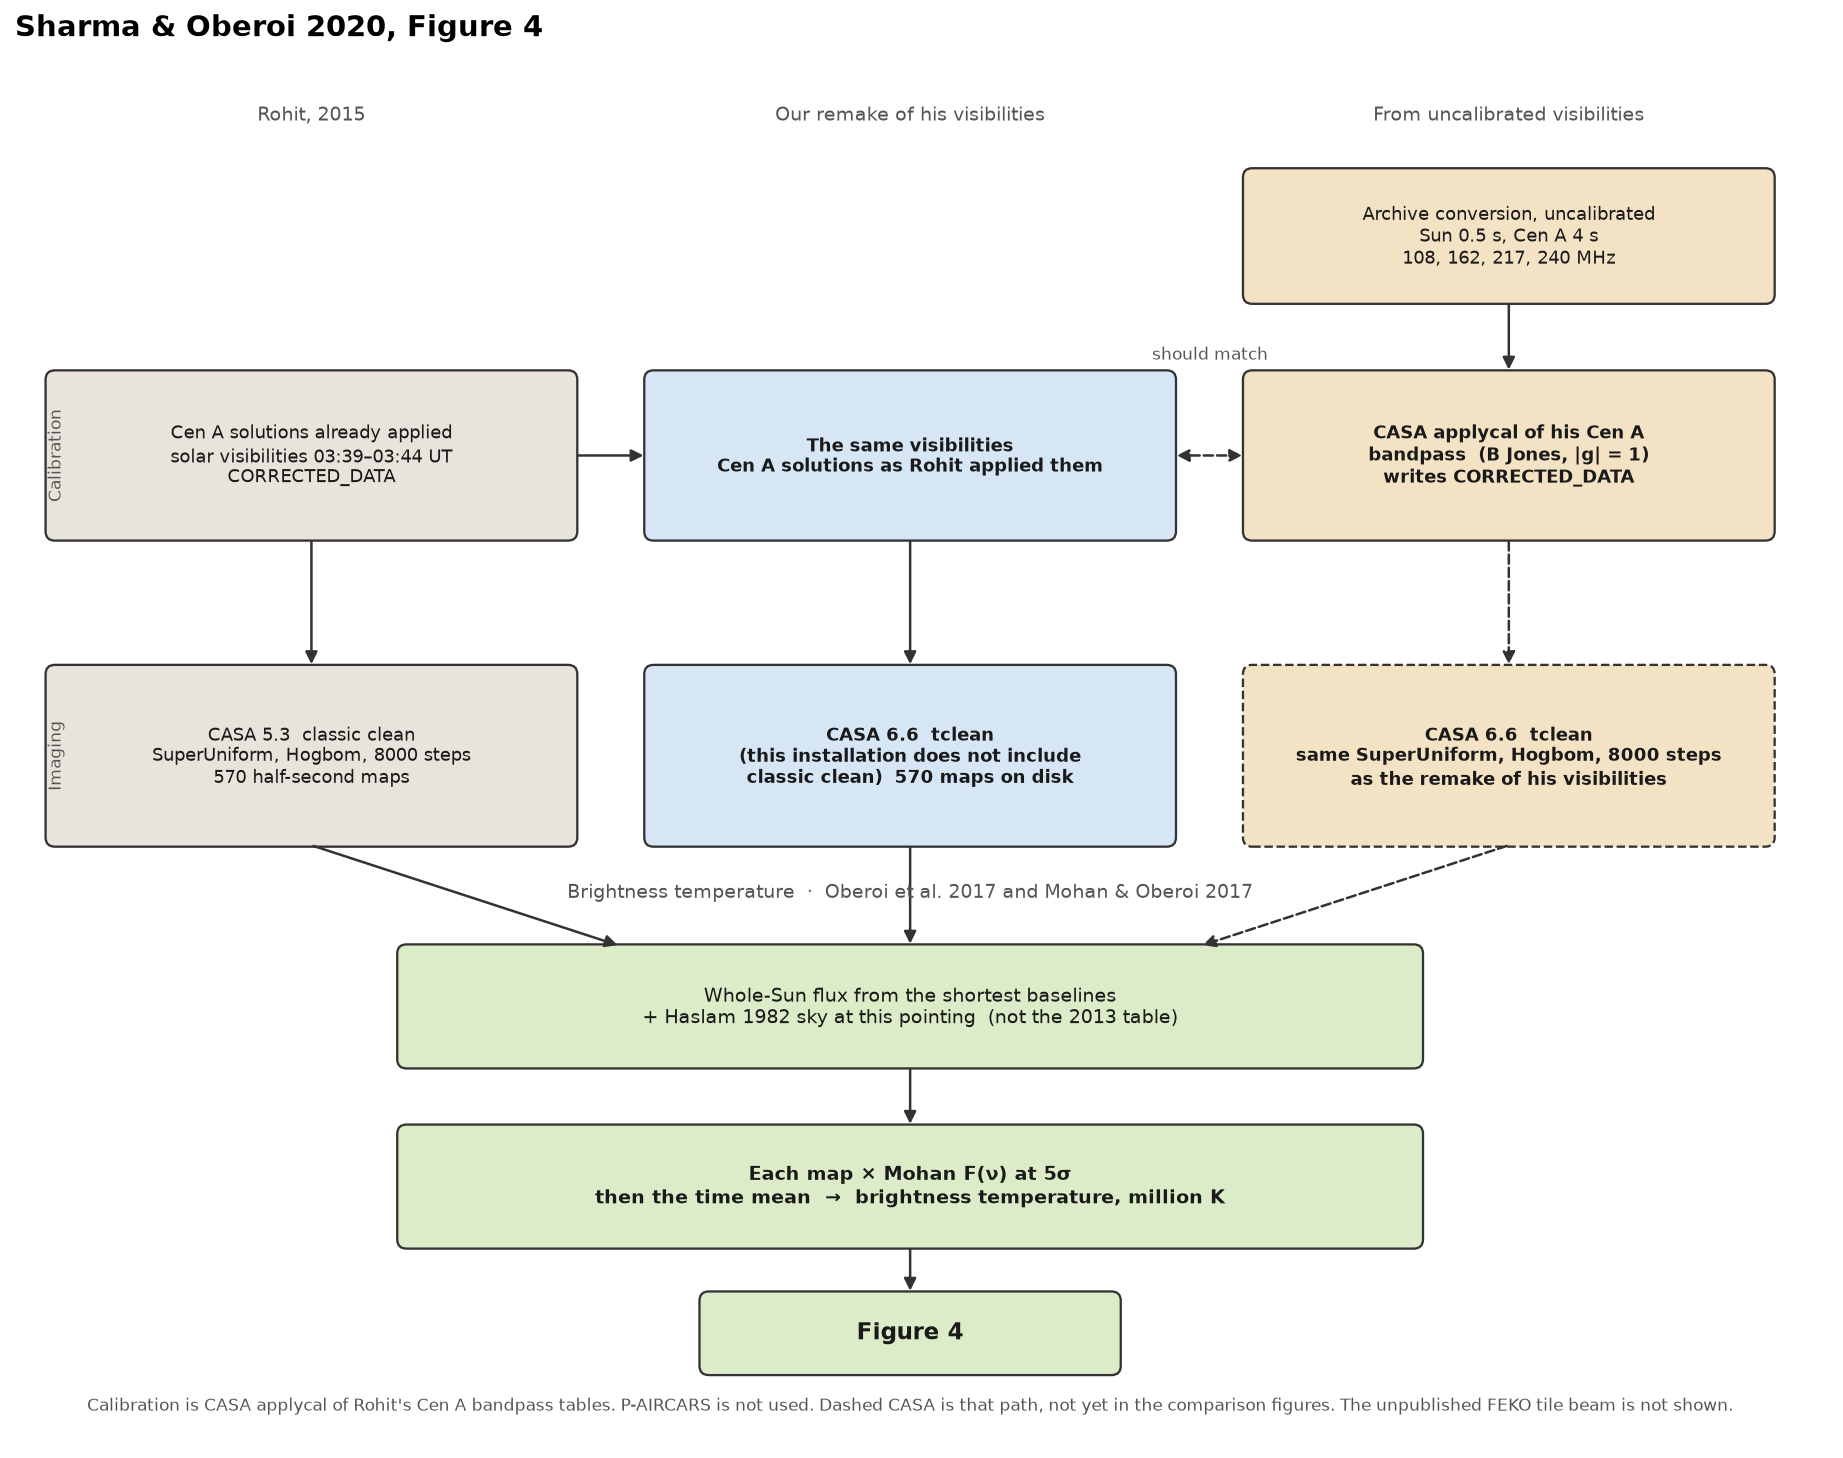 Sharma & Oberoi 2020, Figure 4
Rohit, 2015
Our remake of his visibilities
From uncalibrated visibilities
Archive conversion, uncalibrated
Sun 0.5 s, Cen A 4 s
108, 162, 217, 240 MHz
should match
Calibration
Cen A solutions already applied
solar visibilities 03:39–03:44 UT
CORRECTED_DATA
The same visibilities
Cen A solutions as Rohit applied them
CASA applycal of his Cen A
bandpass  (B Jones, |g| = 1)
writes CORRECTED_DATA
Imaging
CASA 5.3  classic clean
SuperUniform, Hogbom, 8000 steps
570 half-second maps
CASA 6.6  tclean
(this installation does not include
classic clean)  570 maps on disk
CASA 6.6  tclean
same SuperUniform, Hogbom, 8000 steps
as the remake of his visibilities
Brightness temperature  ·  Oberoi et al. 2017 and Mohan & Oberoi 2017
Whole-Sun flux from the shortest baselines
+ Haslam 1982 sky at this pointing  (not the 2013 table)
Each map × Mohan F(ν) at 5σ
then the time mean  →  brightness temperature, million K
Figure 4
Calibration is CASA applycal of Rohit's Cen A bandpass tables. P-AIRCARS is not used. Dashed CASA is that path, not yet in the comparison figures. The unpublished FEKO tile beam is not shown.